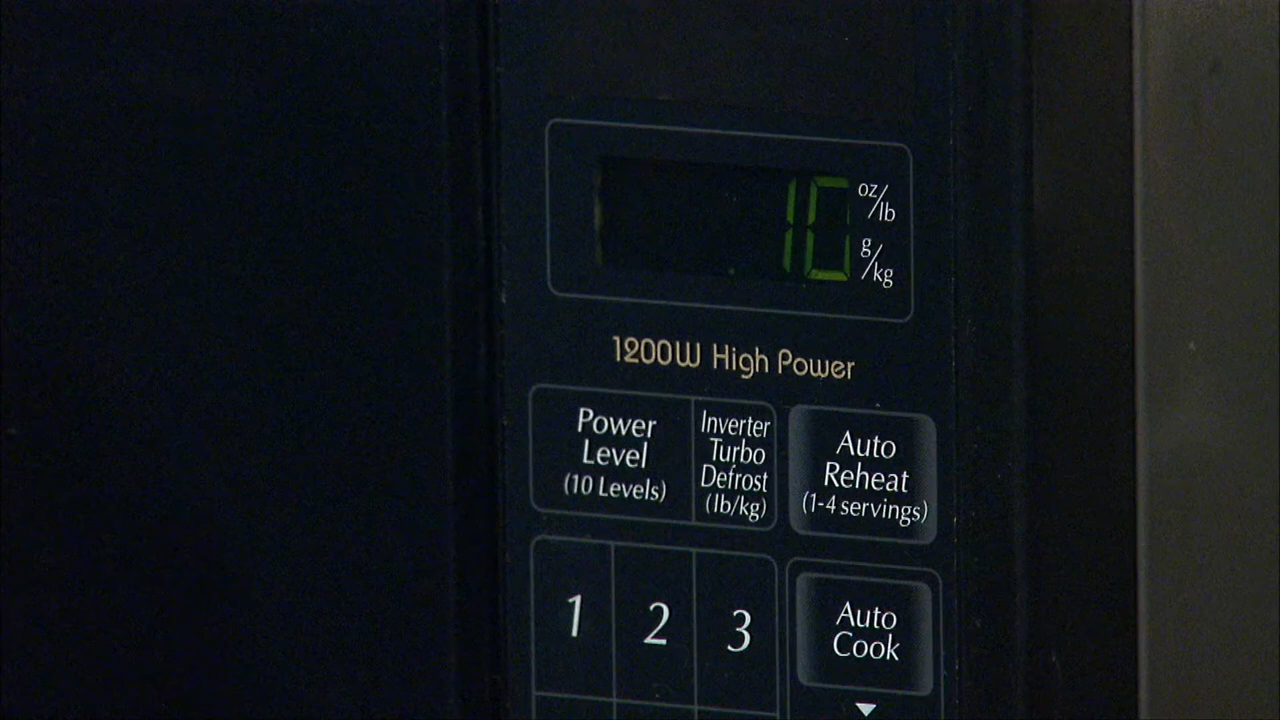 10
oz/lb
g/kg
1200W High Power
Power
Level
(10 Levels)
Inverter
Turbo
Defrost
(lb/kg)
Auto
Reheat
(1-4 servings)
1 2 3
Auto
Cook